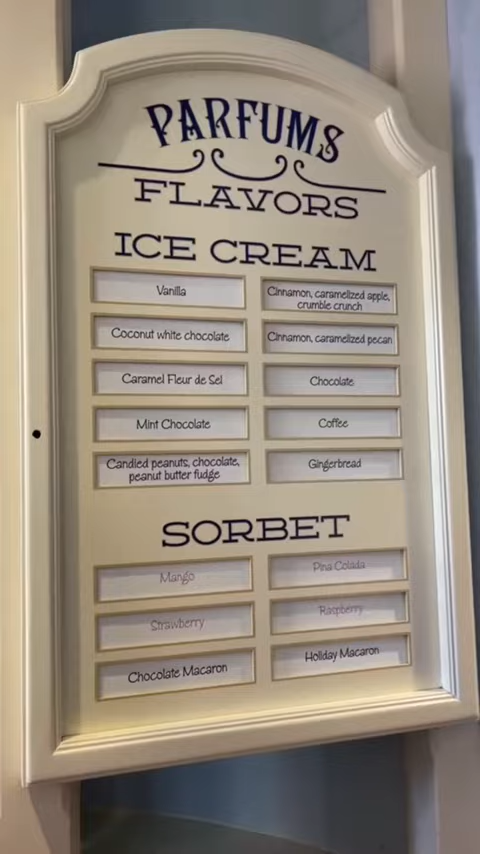 PARFUMS
FLAVORS
ICE CREAM
Vanilla
Cinnamon, caramelized apple,
crumble crunch
Coconut white chocolate
Cinnamon, caramelized pecan
Caramel Fleur de Sel
Chocolate
Mint Chocolate
Coffee
Candied peanuts, chocolate,
peanut butter fudge
Gingerbread
SORBET
Mango
Pina Colada
Strawberry
Raspberry
Chocolate Macaron
Holiday Macaron